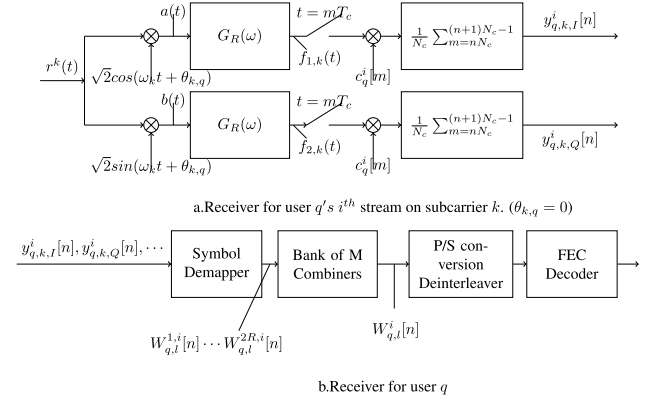 a(t)
G_R(ω)
t = mT_c
y^i_{q,k,I}[n]
f_{1,k}(t)
1/N_c ∑_{m=nN_c}^{(n+1)N_c−1}
r^k(t)
√2cos(ω_k t + θ_{k,q})
c^i_q[m]
b(t)
G_R(ω)
t = mT_c
f_{2,k}(t)
1/N_c ∑_{m=nN_c}^{(n+1)N_c−1}
y^i_{q,k,Q}[n]
√2sin(ω_k t + θ_{k,q})
c^i_q[m]
a.Receiver for user q's i^{th} stream on subcarrier k. (θ_{k,q} = 0)
y^i_{q,k,I}[n], y^i_{q,k,Q}[n], ⋯
Symbol
Demapper
Bank of M
Combiners
P/S con-
version
Deinterleaver
FEC
Decoder
W^{1,i}_{q,l}[n] ⋯ W^{2R,i}_{q,l}[n]
W^i_{q,l}[n]
b.Receiver for user q